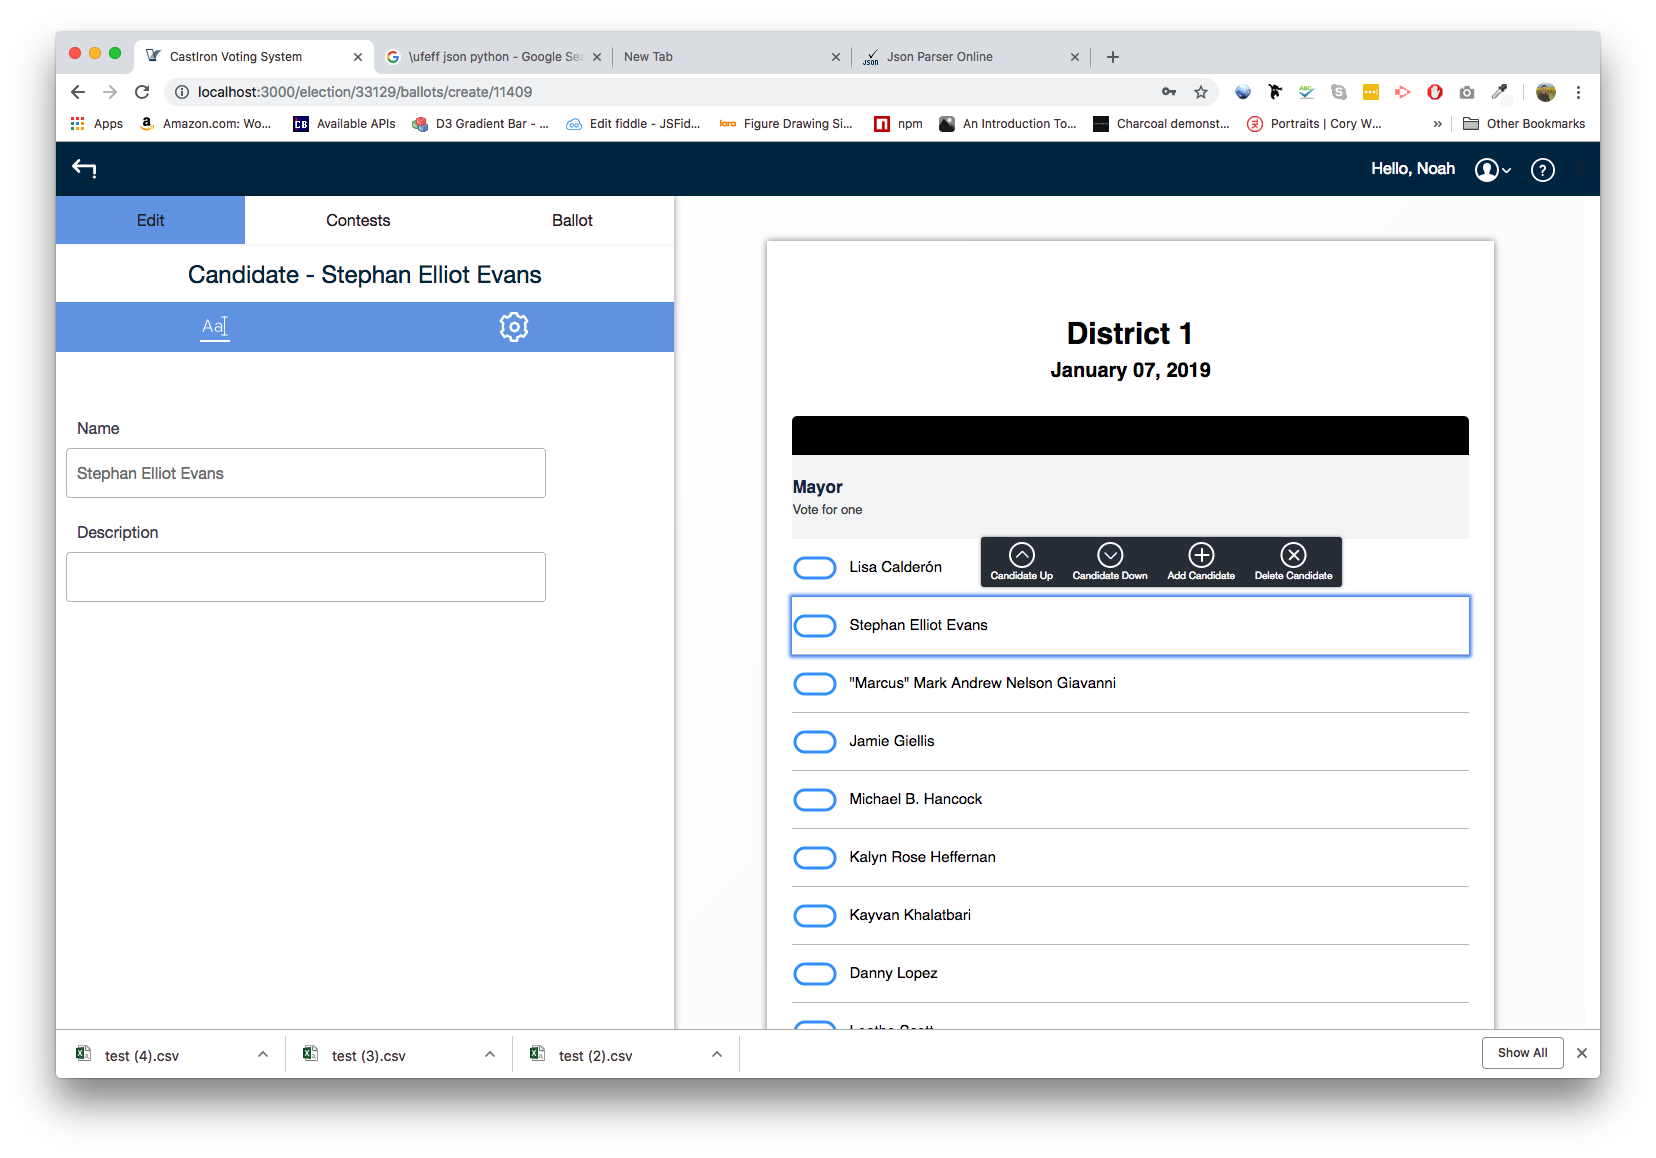 CastIron Voting System
\ufeff json python - Google Sea
New Tab
JSON
Json Parser Online
localhost:3000/election/33129/ballots/create/11409
ABC
Apps
a
Amazon.com: Wo...
CB
Available APIs
D3 Gradient Bar - ...
Edit fiddle - JSFid...
lara
Figure Drawing Si...
npm
An Introduction To...
Charcoal demonst...
Portraits | Cory W...
»
Other Bookmarks
Hello, Noah
?
Edit
Contests
Ballot
Candidate - Stephan Elliot Evans
Aa
Name
Stephan Elliot Evans
Description
District 1
January 07, 2019
Mayor
Vote for one
Candidate Up
Candidate Down
Add Candidate
Delete Candidate
Lisa Calderón
Stephan Elliot Evans
"Marcus" Mark Andrew Nelson Giavanni
Jamie Giellis
Michael B. Hancock
Kalyn Rose Heffernan
Kayvan Khalatbari
Danny Lopez
test (4).csv
test (3).csv
test (2).csv
Show All